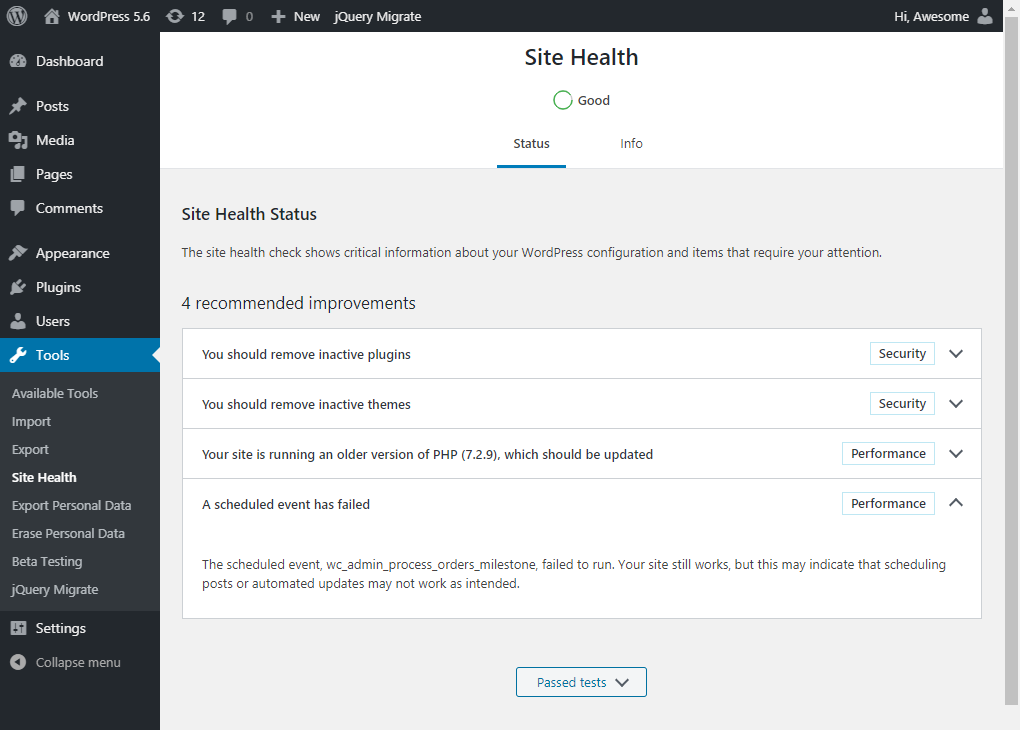 WordPress 5.6 12 0 New jQuery Migrate Hi, Awesome
Dashboard
Posts
Media
Pages
Comments
Appearance
Plugins
Users
Tools
Available Tools
Import
Export
Site Health
Export Personal Data
Erase Personal Data
Beta Testing
jQuery Migrate
Settings
Collapse menu
Site Health
Good
Status Info
Site Health Status
The site health check shows critical information about your WordPress configuration and items that require your attention.
4 recommended improvements
You should remove inactive plugins Security
You should remove inactive themes Security
Your site is running an older version of PHP (7.2.9), which should be updated Performance
A scheduled event has failed Performance
The scheduled event, wc_admin_process_orders_milestone, failed to run. Your site still works, but this may indicate that scheduling
posts or automated updates may not work as intended.
Passed tests